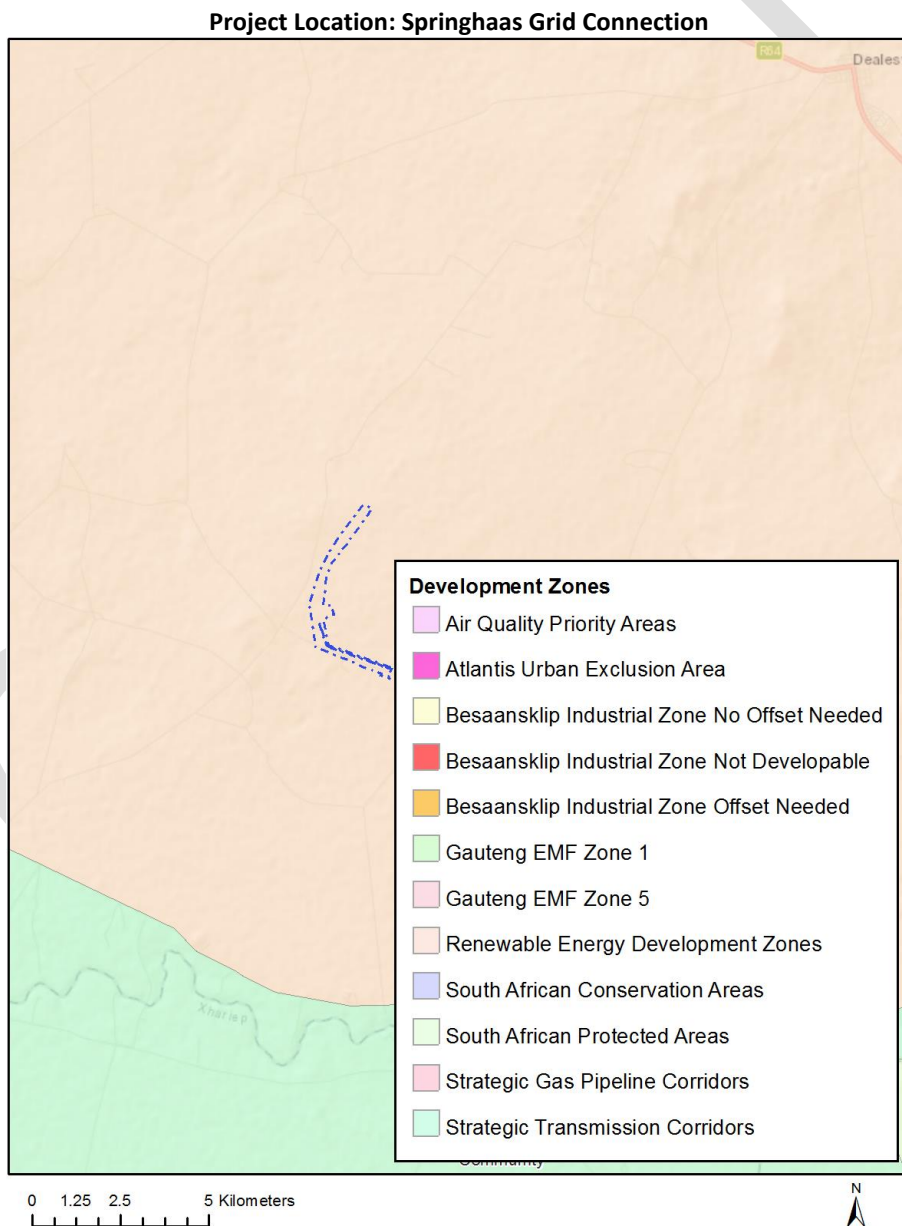 Project Location: Springhaas Grid Connection
R64
Deales
Development Zones
Air Quality Priority Areas
Atlantis Urban Exclusion Area
Besaansklip Industrial Zone No Offset Needed
Besaansklip Industrial Zone Not Developable
Besaansklip Industrial Zone Offset Needed
Gauteng EMF Zone 1
Gauteng EMF Zone 5
Renewable Energy Development Zones
South African Conservation Areas
South African Protected Areas
Strategic Gas Pipeline Corridors
Strategic Transmission Corridors
Xhariep
Community
0 1.25 2.5 5 Kilometers
N